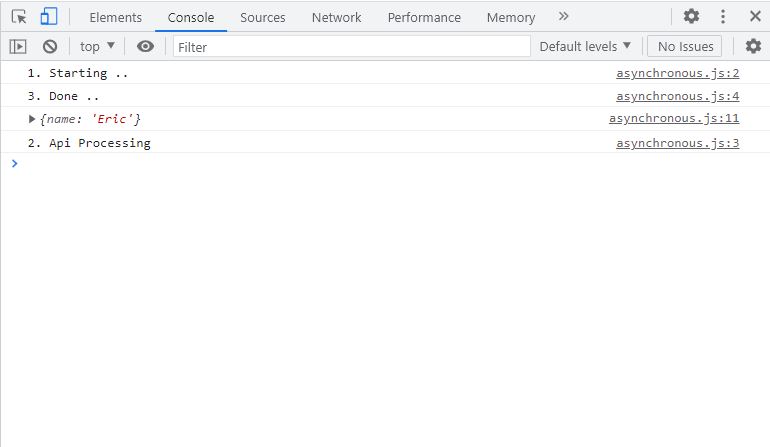 Elements Console Sources Network Performance Memory »
top ▼ Filter Default levels ▼ No Issues
1. Starting .. asynchronous.js:2
3. Done .. asynchronous.js:4
▶ {name: 'Eric'} asynchronous.js:11
2. Api Processing asynchronous.js:3
>